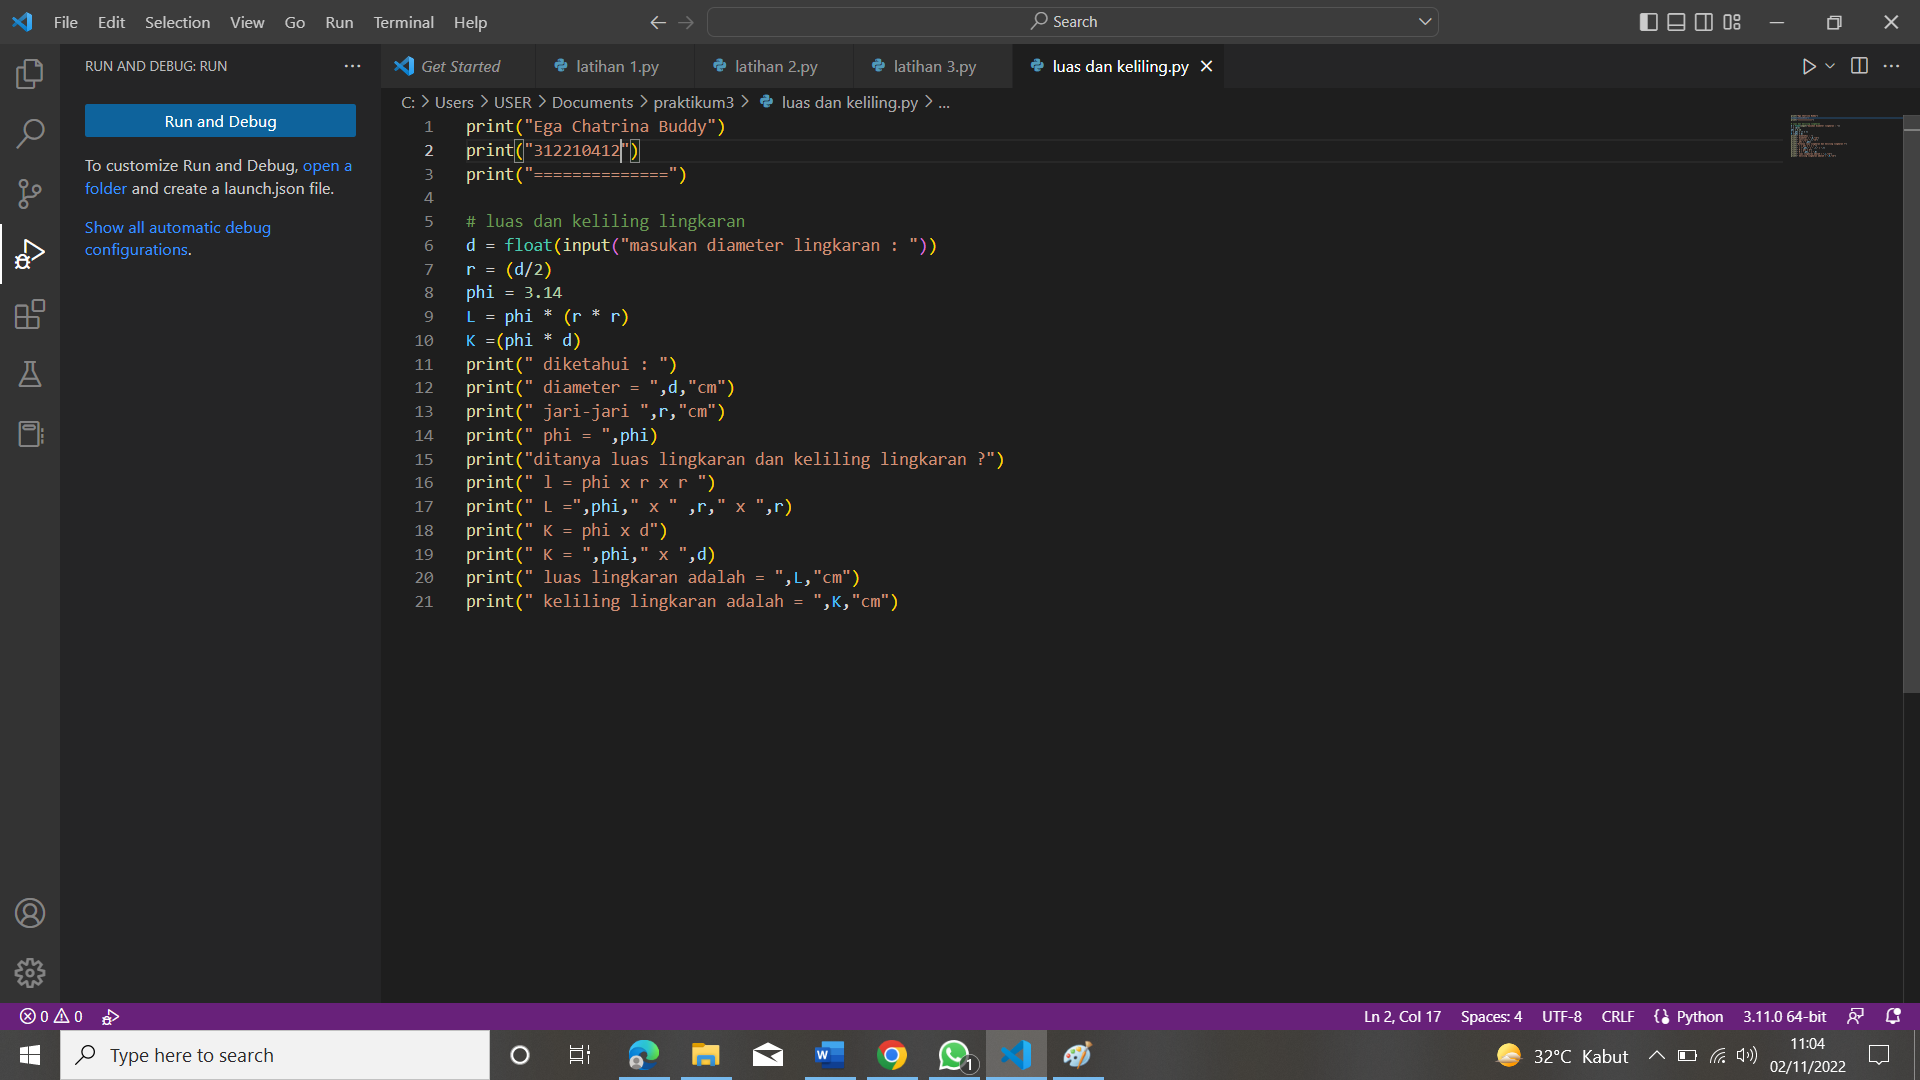 File Edit Selection View Go Run Terminal Help
Search
RUN AND DEBUG: RUN
Run and Debug
To customize Run and Debug, open a
folder and create a launch.json file.
Show all automatic debug
configurations.
Get Started latihan 1.py latihan 2.py latihan 3.py luas dan keliling.py
C: > Users > USER > Documents > praktikum3 > luas dan keliling.py > ...
1 print("Ega Chatrina Buddy")
2 print("312210412")
3 print("==============")
4
5 # luas dan keliling lingkaran
6 d = float(input("masukan diameter lingkaran : "))
7 r = (d/2)
8 phi = 3.14
9 L = phi * (r * r)
10 K =(phi * d)
11 print(" diketahui : ")
12 print(" diameter = ",d,"cm")
13 print(" jari-jari ",r,"cm")
14 print(" phi = ",phi)
15 print("ditanya luas lingkaran dan keliling lingkaran ?")
16 print(" l = phi x r x r ")
17 print(" L =",phi," x " ,r," x ",r)
18 print(" K = phi x d")
19 print(" K = ",phi," x ",d)
20 print(" luas lingkaran adalah = ",L,"cm")
21 print(" keliling lingkaran adalah = ",K,"cm")
0 0 Ln 2, Col 17 Spaces: 4 UTF-8 CRLF Python 3.11.0 64-bit
Type here to search
1
32°C Kabut
11:04
02/11/2022